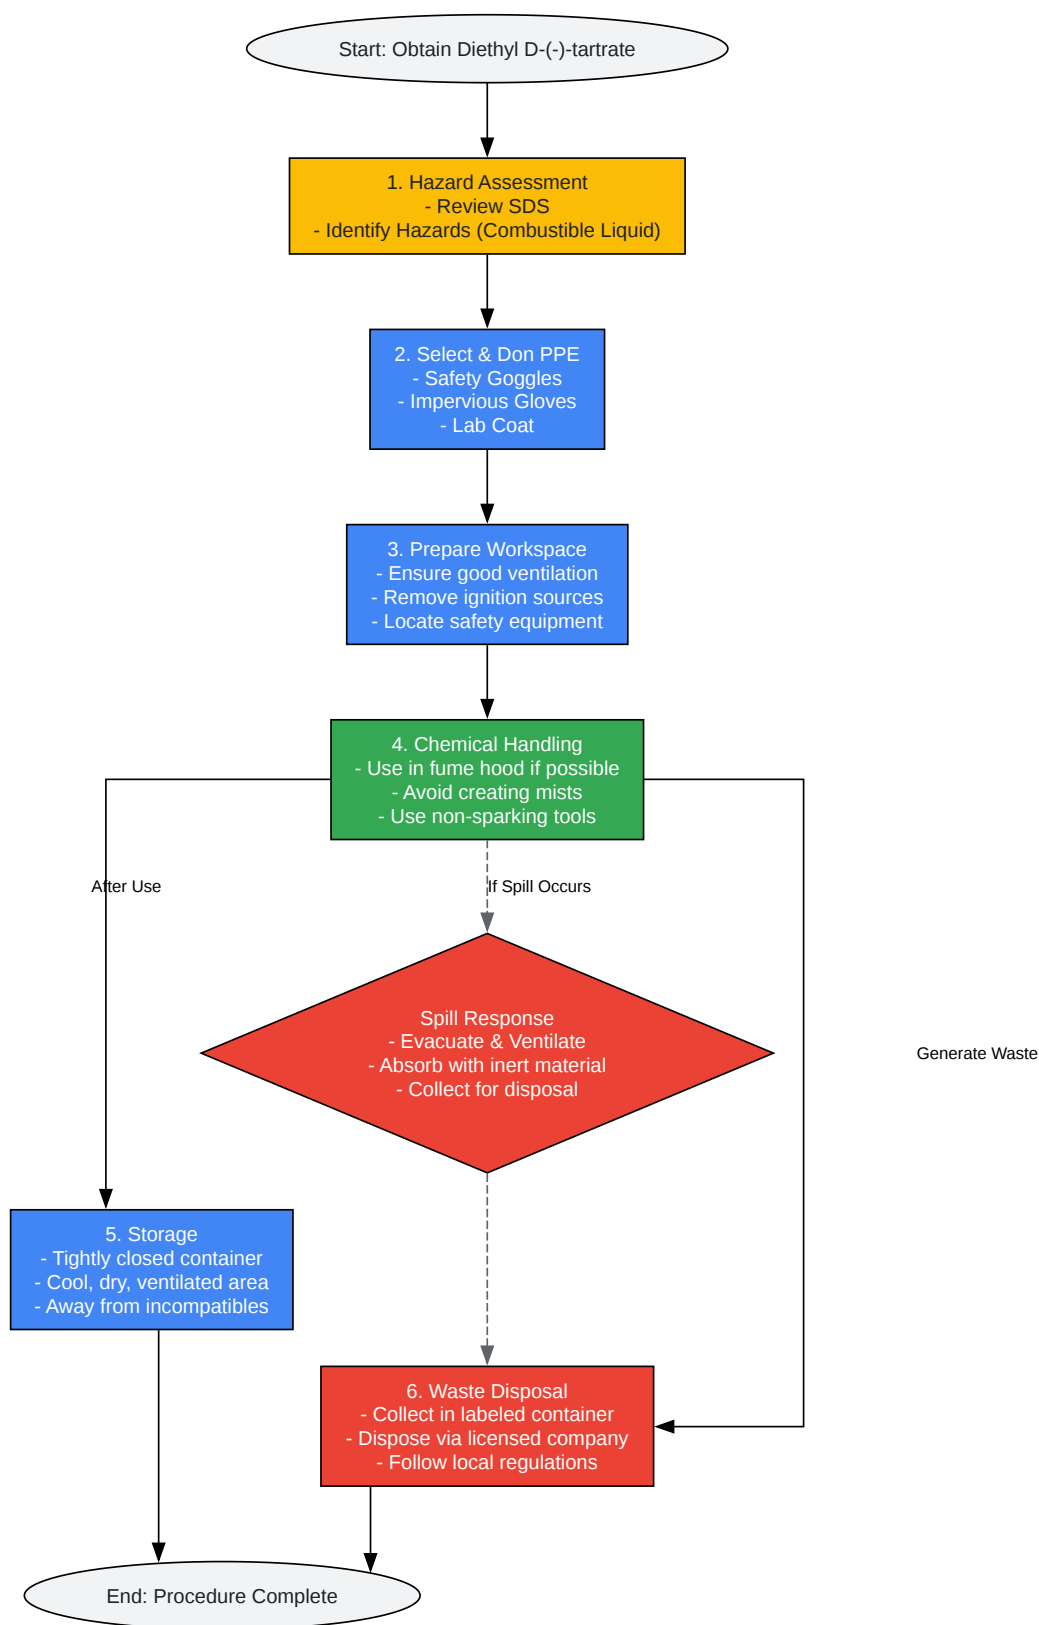 Start: Obtain Diethyl D-(-)-tartrate
1. Hazard Assessment
- Review SDS
- Identify Hazards (Combustible Liquid)
2. Select & Don PPE
- Safety Goggles
- Impervious Gloves
- Lab Coat
3. Prepare Workspace
- Ensure good ventilation
- Remove ignition sources
- Locate safety equipment
4. Chemical Handling
- Use in fume hood if possible
- Avoid creating mists
- Use non-sparking tools
After Use
If Spill Occurs
Spill Response
- Evacuate & Ventilate
- Absorb with inert material
- Collect for disposal
Generate Waste
5. Storage
- Tightly closed container
- Cool, dry, ventilated area
- Away from incompatibles
6. Waste Disposal
- Collect in labeled container
- Dispose via licensed company
- Follow local regulations
End: Procedure Complete